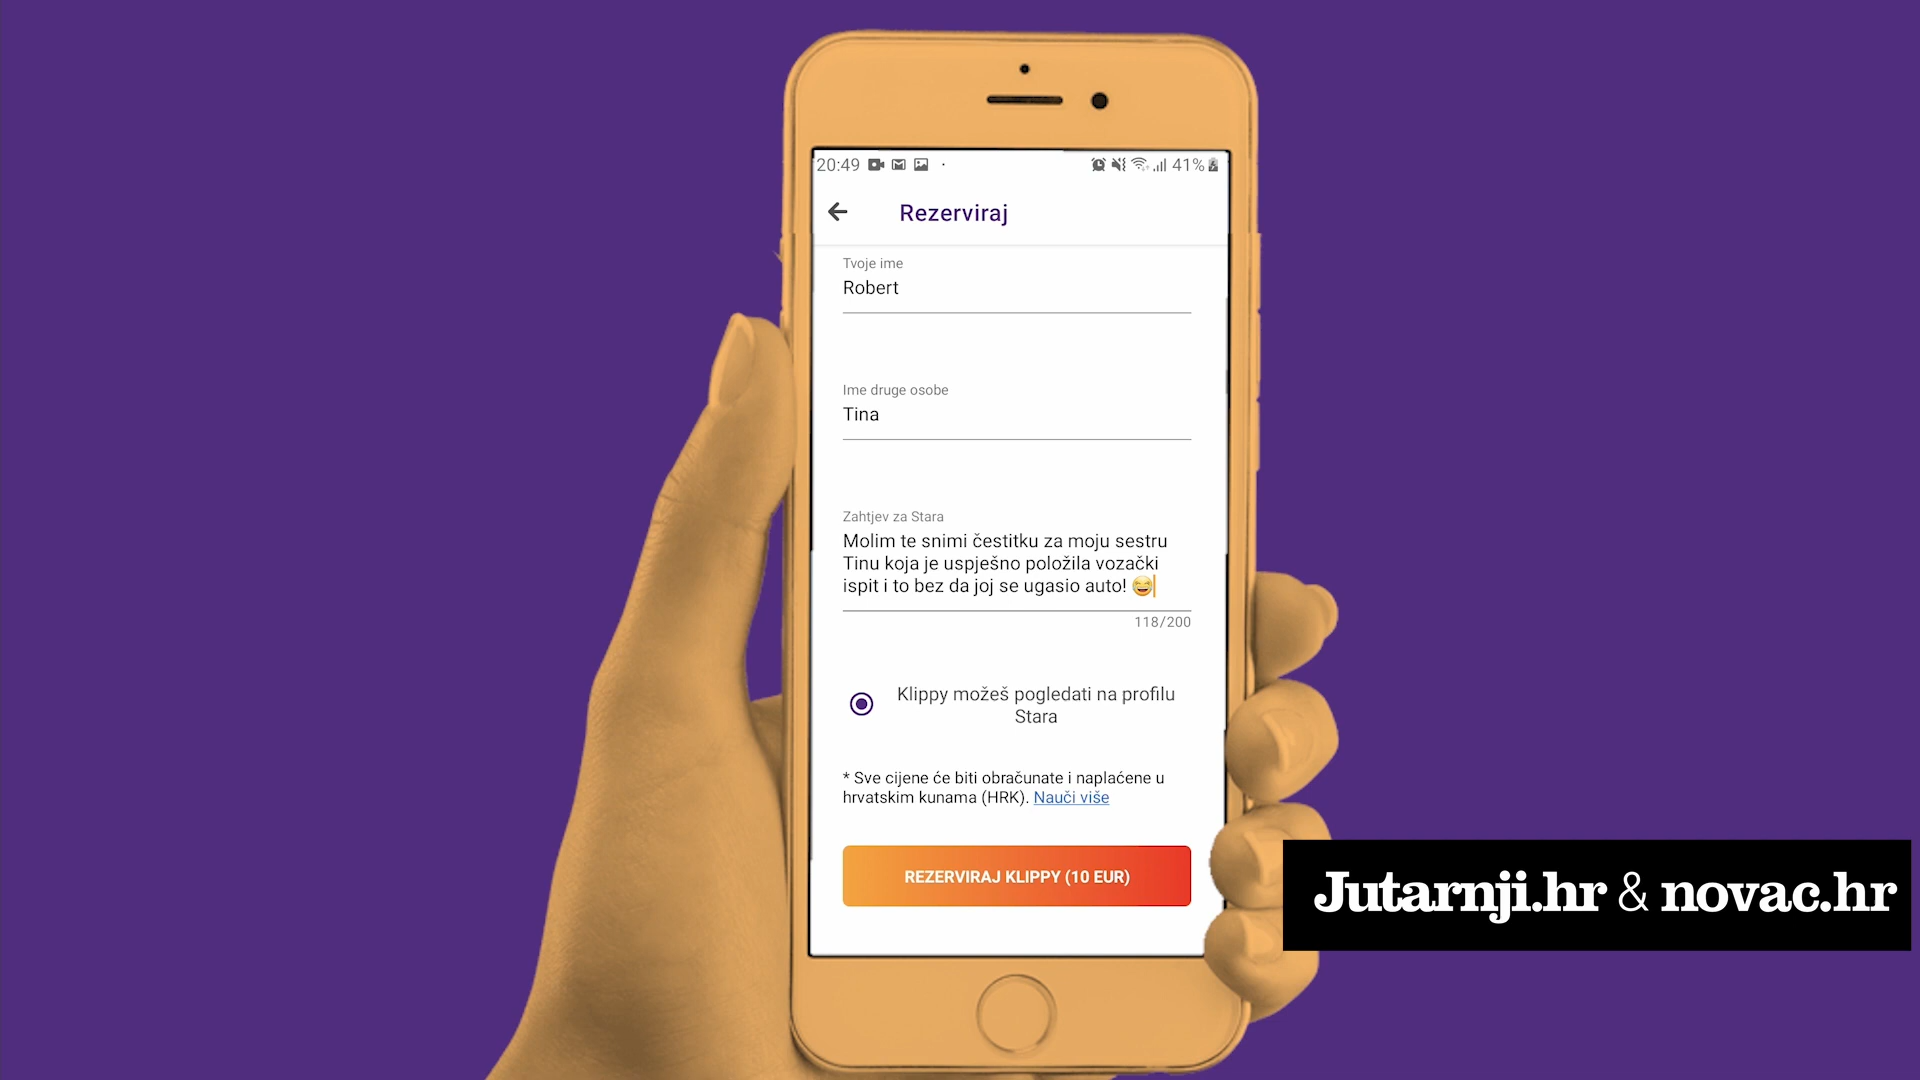 20:49
41%
Rezerviraj
Tvoje ime
Robert
Ime druge osobe
Tina
Zahtjev za Stara
Molim te snimi čestitku za moju sestru
Tinu koja je uspješno položila vozački
ispit i to bez da joj se ugasio auto! 😆
118/200
Klippy možeš pogledati na profilu
Stara
* Sve cijene će biti obračunate i naplaćene u
hrvatskim kunama (HRK). Nauči više
REZERVIRAJ KLIPPY (10 EUR)
Jutarnji.hr & novac.hr